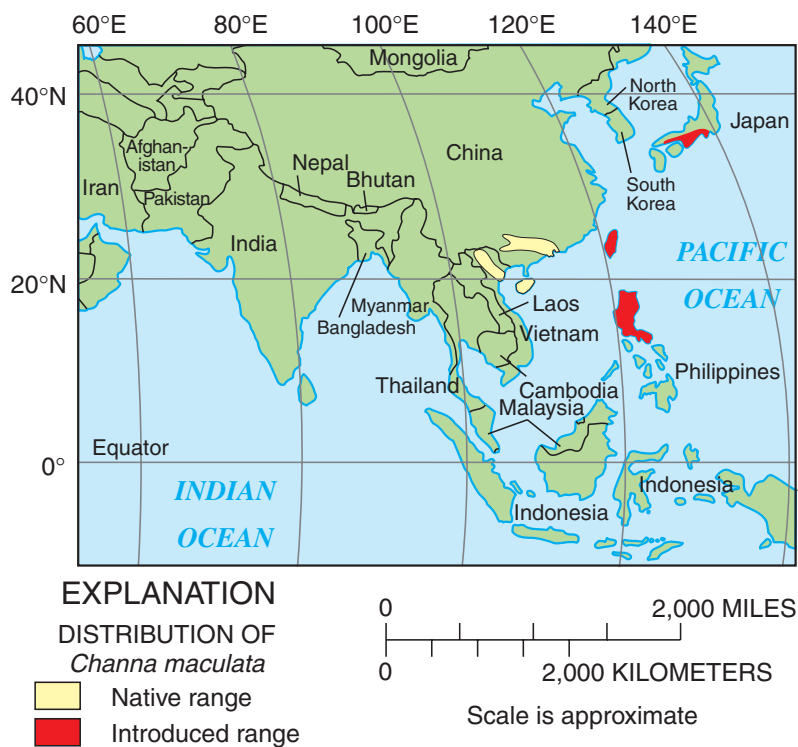 60°E 80°E 100°E 120°E 140°E
Mongolia
40°N
North
Korea
Japan
Afghan-
istan
China
Nepal
Bhutan
South
Korea
Iran
Pakistan
India
PACIFIC
OCEAN
20°N
Myanmar
Laos
Bangladesh
Vietnam
Thailand
Cambodia
Philippines
Malaysia
Equator
0°
INDIAN
OCEAN
Indonesia
Indonesia
EXPLANATION
DISTRIBUTION OF
Channa maculata
Native range
Introduced range
0 2,000 MILES
0 2,000 KILOMETERS
Scale is approximate